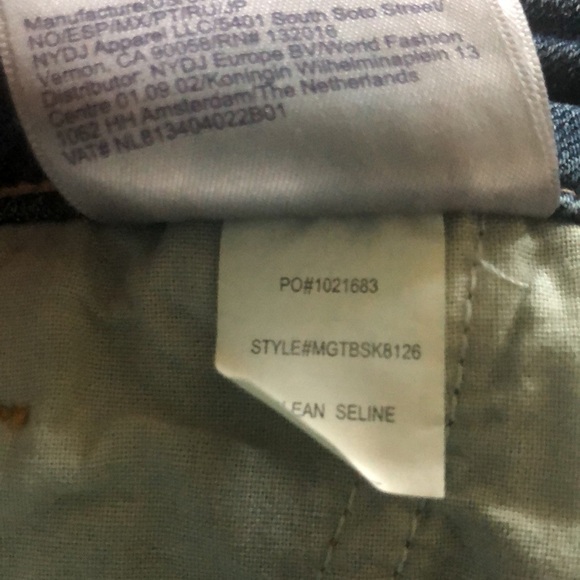 NO/ESP/MX/PT/RU/JP
NYDJ Apparel LLC/5401 South Soto Street/
Vernon, CA 90058/RN# 132016
Distributor: NYDJ Europe BV/World Fashion
Centre 01.09.02/Koningin Wilhelminaplein 13
1062 HH Amsterdam/The Netherlands
VAT# NL813404022B01
PO#1021683
STYLE#MGTBSK8126
EAN SELINE